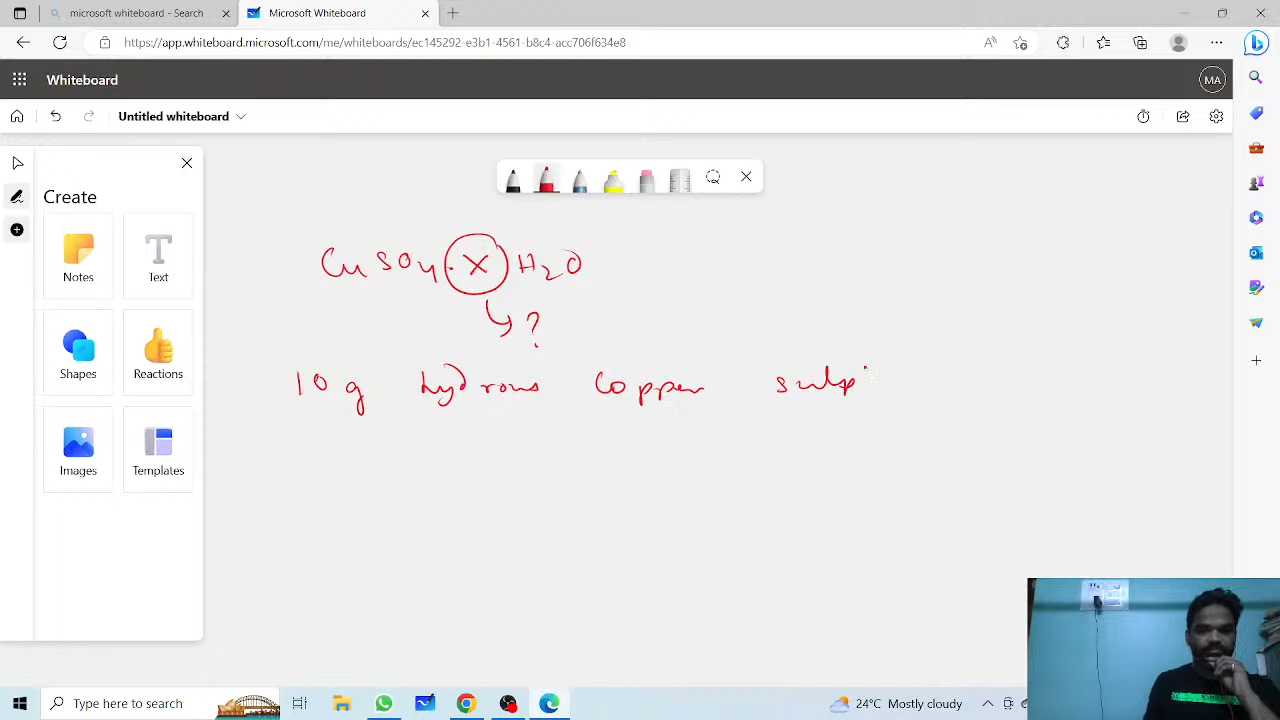 microsoft whiteboard - Search
Microsoft Whiteboard
https://app.whiteboard.microsoft.com/me/whiteboards/ec145292-e3b1-4561-b8c4-acc706f634e8
Whiteboard
MA
Untitled whiteboard
Create
Notes
Text
Shapes
Reactions
Images
Templates
CuSO4.XH2O
?
10 g hydrous Copper sulp
Type here to search
24°C Mostly cloudy